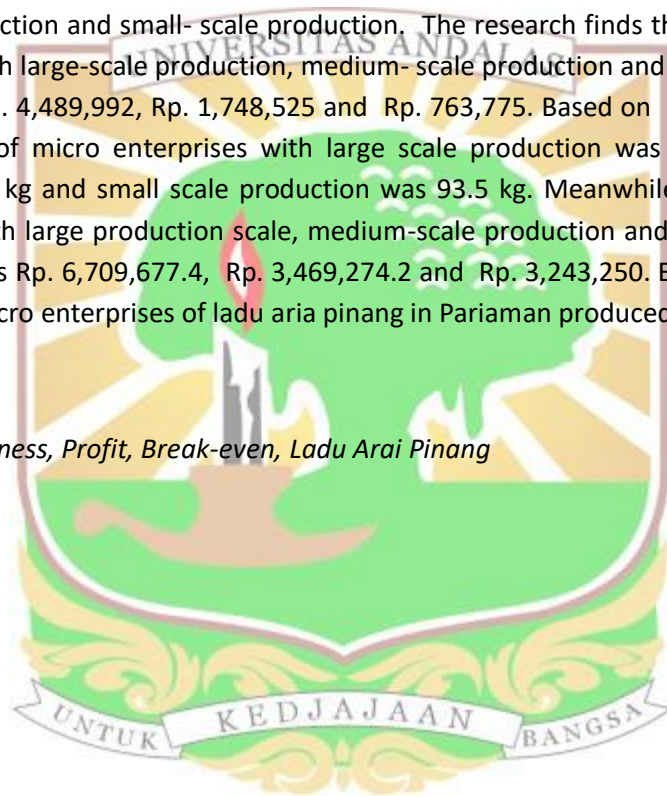 ction and small- scale production. The research finds th
UNIVERSITAS ANDALAS
h large-scale production, medium- scale production and
. 4,489,992, Rp. 1,748,525 and Rp. 763,775. Based on
of micro enterprises with large scale production was
kg and small scale production was 93.5 kg. Meanwhile
th large production scale, medium-scale production and
s Rp. 6,709,677.4, Rp. 3,469,274.2 and Rp. 3,243,250. B
cro enterprises of ladu aria pinang in Pariaman produced
ness, Profit, Break-even, Ladu Arai Pinang
UNTUK KEDJAJAAN BANGSA